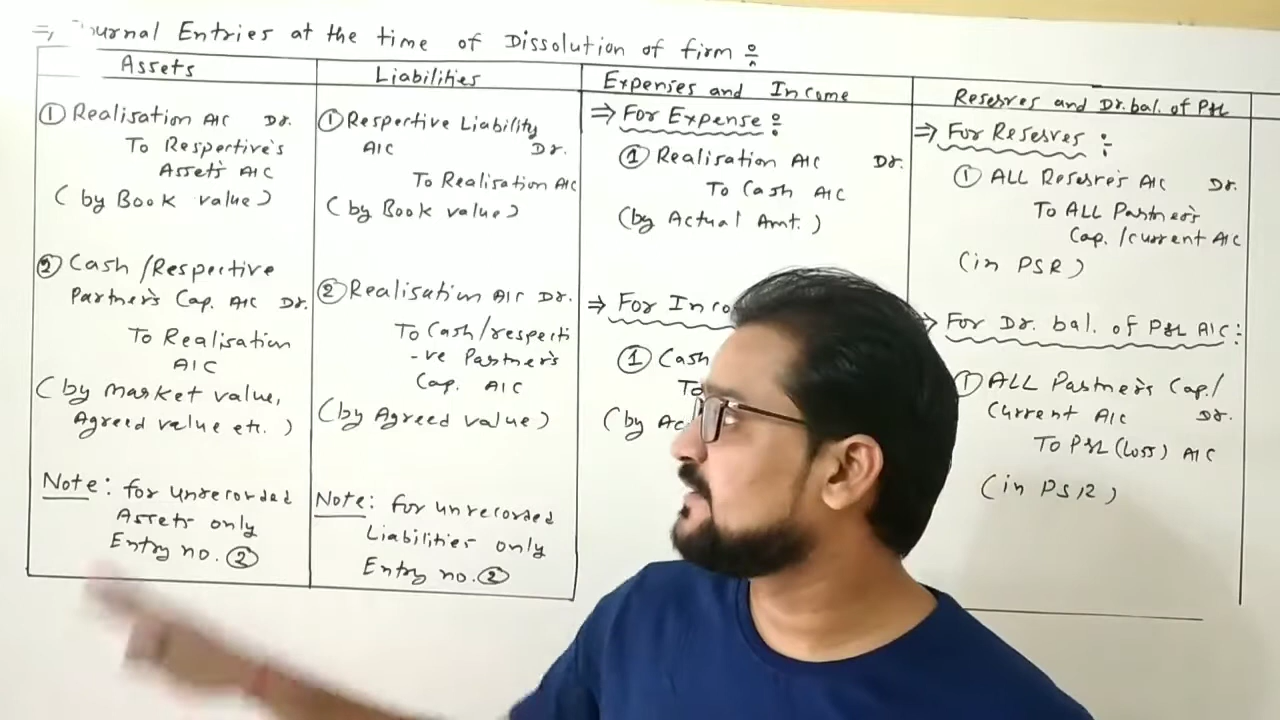 =, Journal Entries at the time of Dissolution of firm :
Assets
① Realisation A/C Dr.
To Respective's
Assets A/C
(by Book value)
② Cash /Respective
Partner's Cap. A/C Dr.
To Realisation
A/C
(by market value,
Agreed value etc.)
Note: for unrecorded
Assets only
Entry no. ②
Liabilities
① Respective Liability
A/C Dr.
To Realisation A/C
(by Book value)
② Realisation A/C Dr.
To Cash/respecti
-ve Partner's
Cap. A/C
(by Agreed value)
Note: for unrecorded
Liabilities only
Entry no. ②
Expenses and Income
⇒ For Expense :
① Realisation A/C Dr.
To Cash A/C
(by Actual Amt.)
⇒ For Inco
① Cash
To
(by Ac
Reserves and Dr. bal. of P&L
⇒ For Reserves :
① ALL Reserve's A/C Dr.
To ALL Partner's
Cap. /current A/C
(in PSR)
⇒ For Dr. bal. of P&L A/C :
① ALL Partner's Cap./
Current A/C Dr.
To P&L (Loss) A/C
(in PSR)